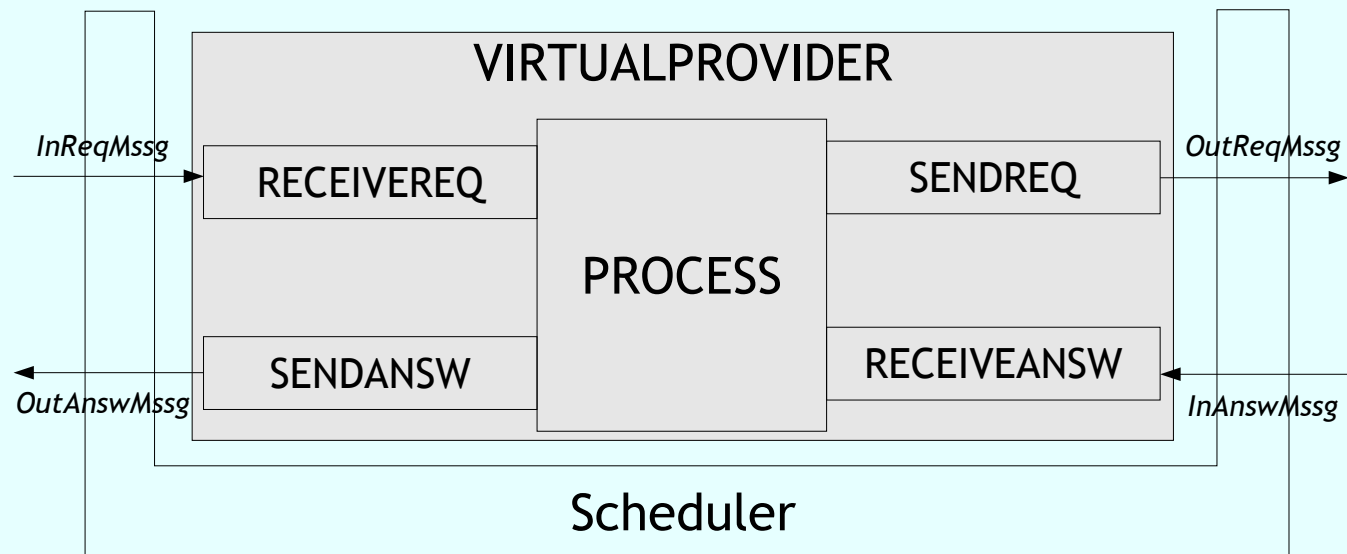 VIRTUALPROVIDER
InReqMssg
OutReqMssg
RECEIVEREQ
SENDREQ
PROCESS
SENDANSW
RECEIVEANSW
OutAnswMssg
InAnswMssg
Scheduler